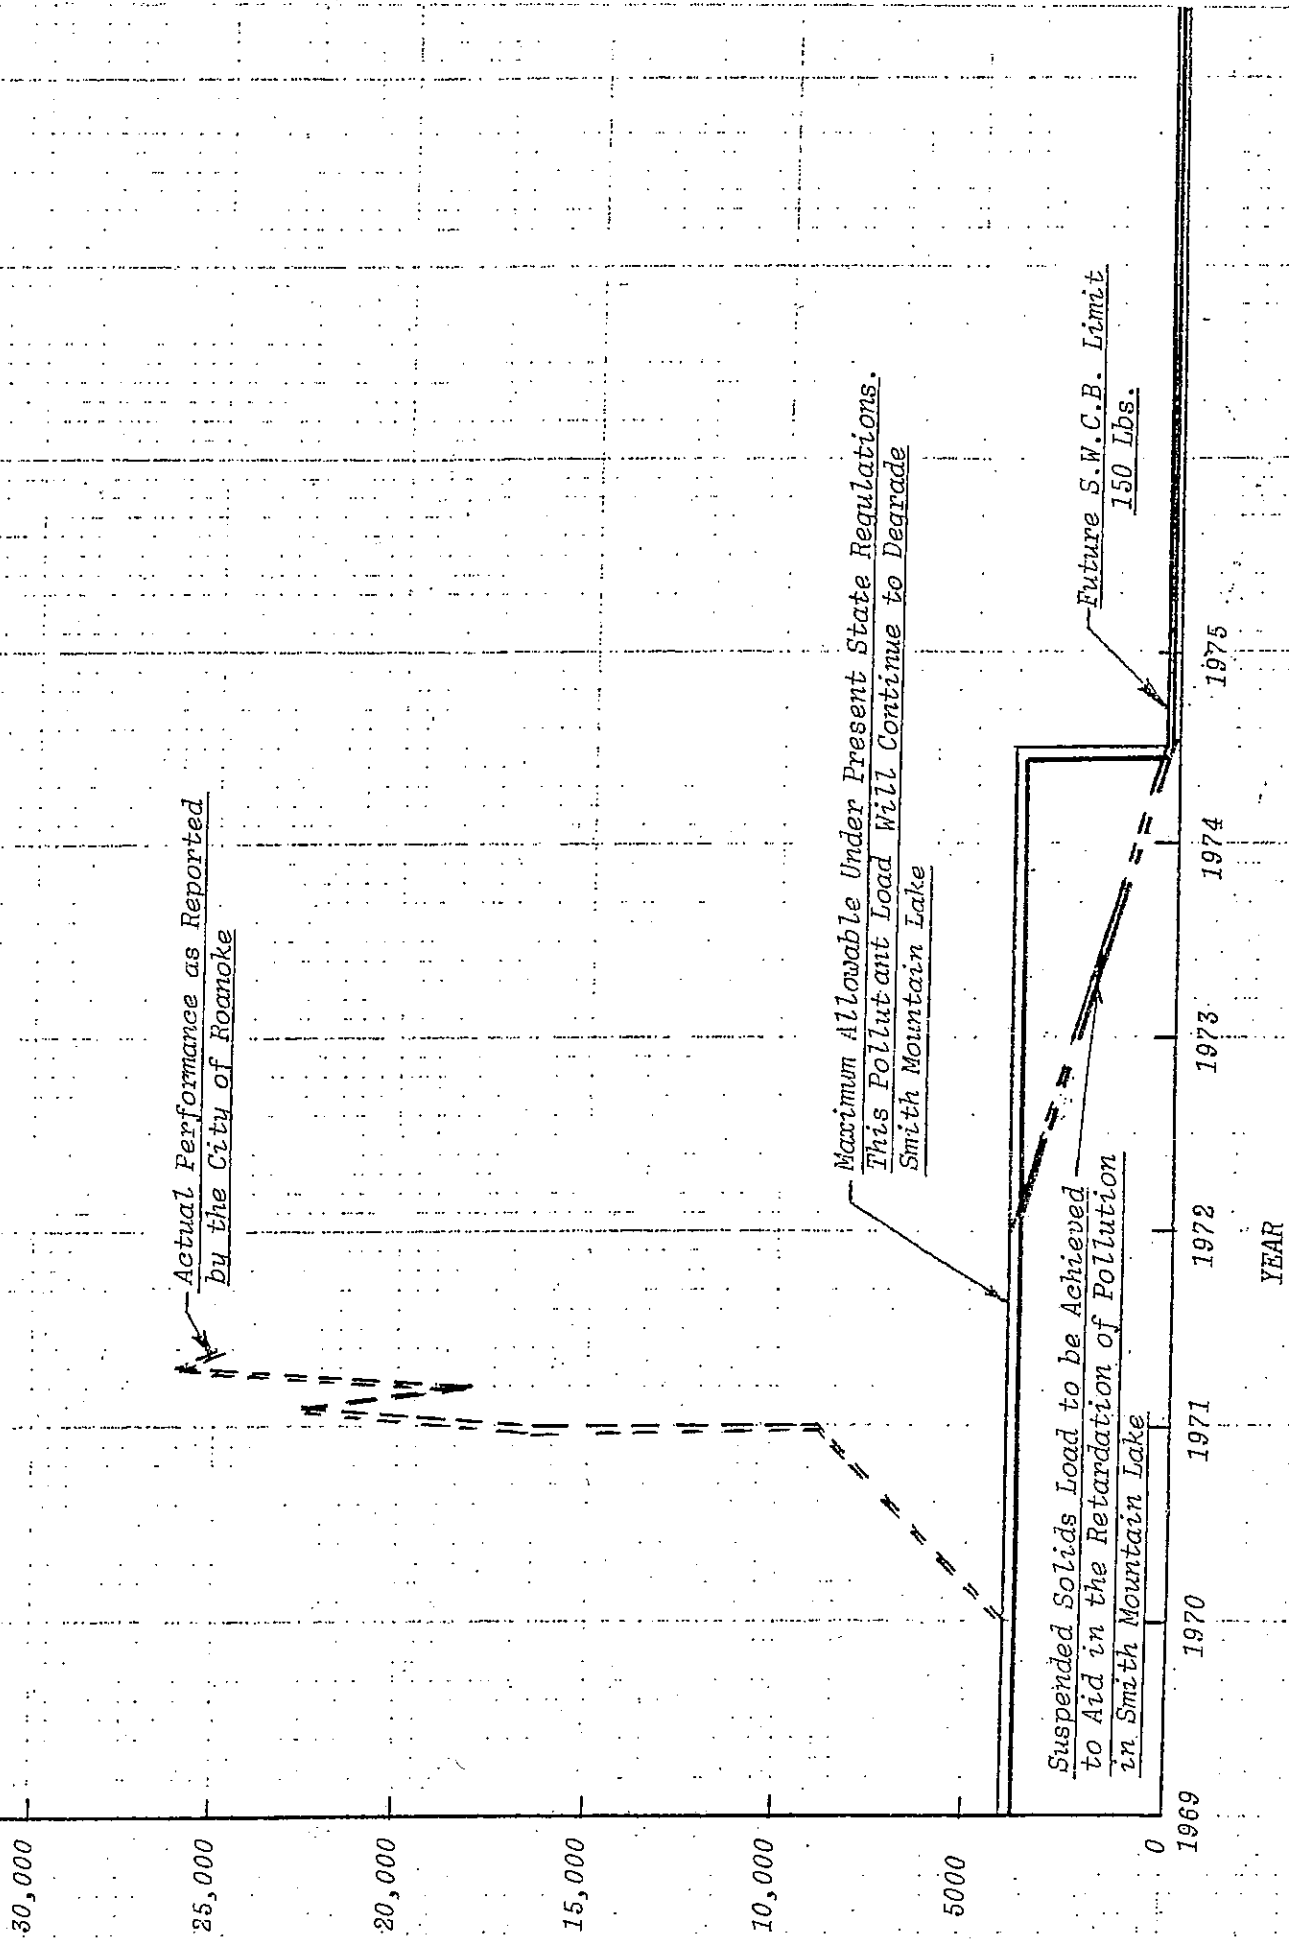 30,000
25,000
20,000
15,000
10,000
5000
0
Actual Performance as Reported
by the City of Roanoke
Maximum Allowable Under Present State Regulations.
This Pollutant Load Will Continue to Degrade
Smith Mountain Lake
Suspended Solids Load to be Achieved
to Aid in the Retardation of Pollution
in Smith Mountain Lake
Future S.W.C.B. Limit
150 Lbs.
1969
1970
1971
1972
1973
1974
1975
YEAR